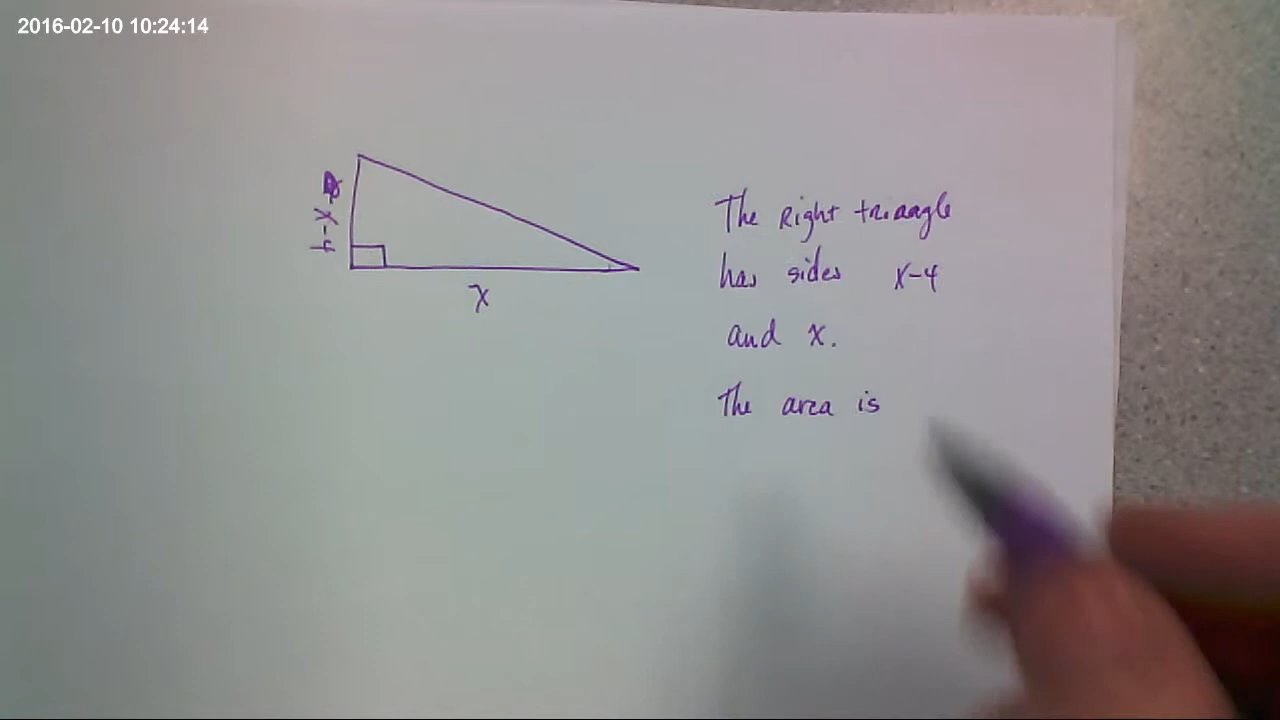 2016-02-10 10:24:14
x-4
x
The Right triangle
has sides x-4
and x.
The area is